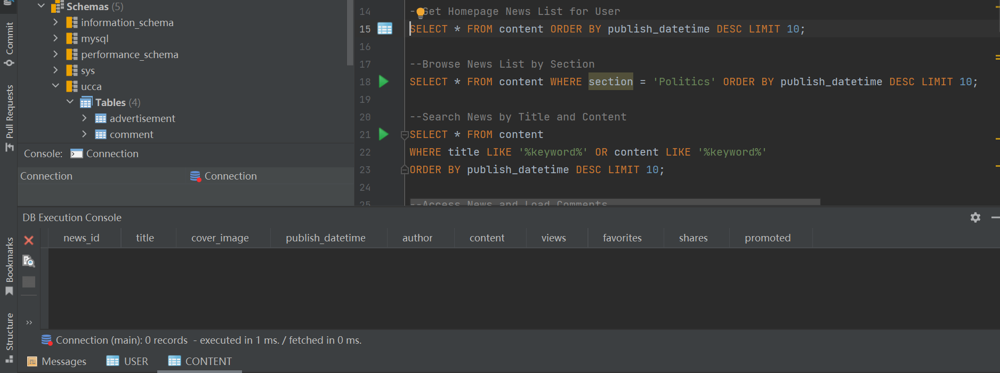 Commit
Pull Requests
Bookmarks
Structure
Schemas (5)
information_schema
mysql
performance_schema
sys
ucca
Tables (4)
advertisement
comment
Console: Connection
Connection Connection
14 - Get Homepage News List for User
15 SELECT * FROM content ORDER BY publish_datetime DESC LIMIT 10;
16
17 --Browse News List by Section
18 SELECT * FROM content WHERE section = 'Politics' ORDER BY publish_datetime DESC LIMIT 10;
19
20 --Search News by Title and Content
21 SELECT * FROM content
22 WHERE title LIKE '%keyword%' OR content LIKE '%keyword%'
23 ORDER BY publish_datetime DESC LIMIT 10;
24
25 --Access News and Load Comments
DB Execution Console
news_id title cover_image publish_datetime author content views favorites shares promoted
Connection (main): 0 records - executed in 1 ms. / fetched in 0 ms.
Messages USER CONTENT